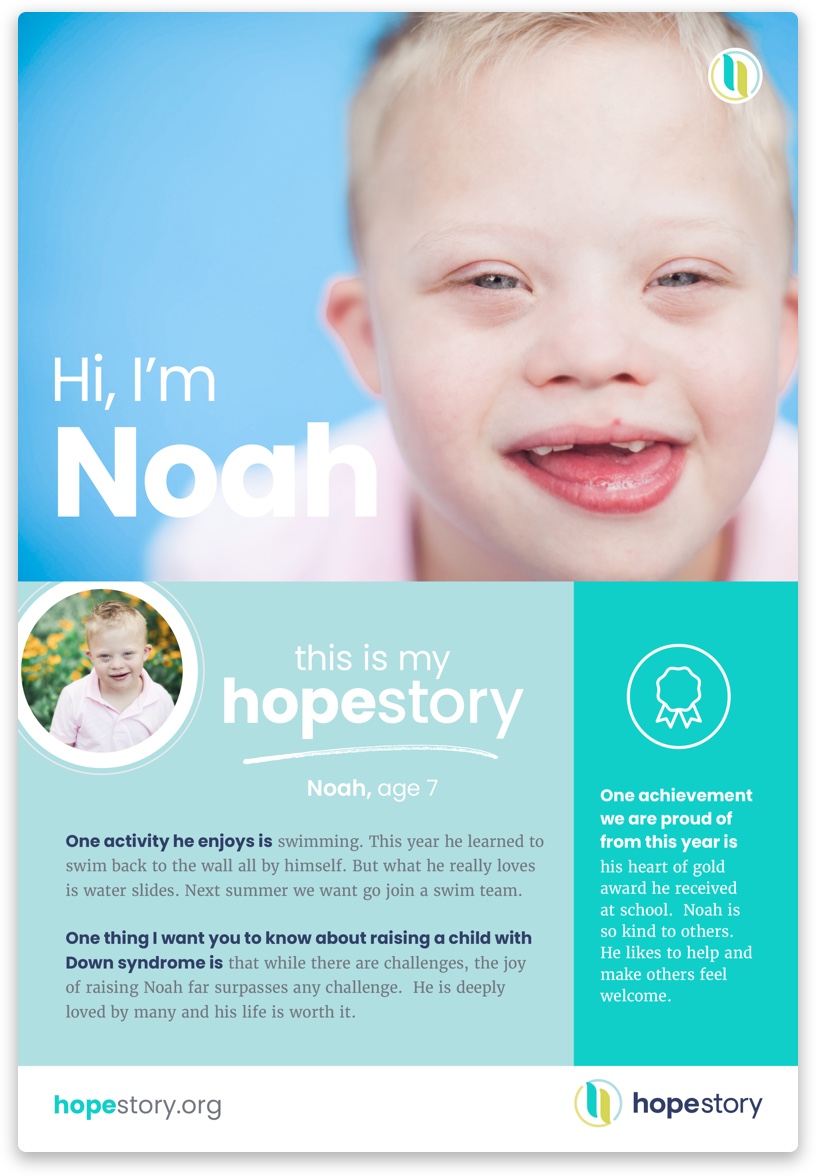 Hi, I’m
Noah
this is my
hopestory
Noah, age 7
One activity he enjoys is swimming. This year he learned to
swim back to the wall all by himself. But what he really loves
is water slides. Next summer we want go join a swim team.
One thing I want you to know about raising a child with
Down syndrome is that while there are challenges, the joy
of raising Noah far surpasses any challenge.  He is deeply
loved by many and his life is worth it.
One achievement
we are proud of
from this year is
his heart of gold
award he received
at school.  Noah is
so kind to others.
He likes to help and
make others feel
welcome.
hopestory.org
hopestory